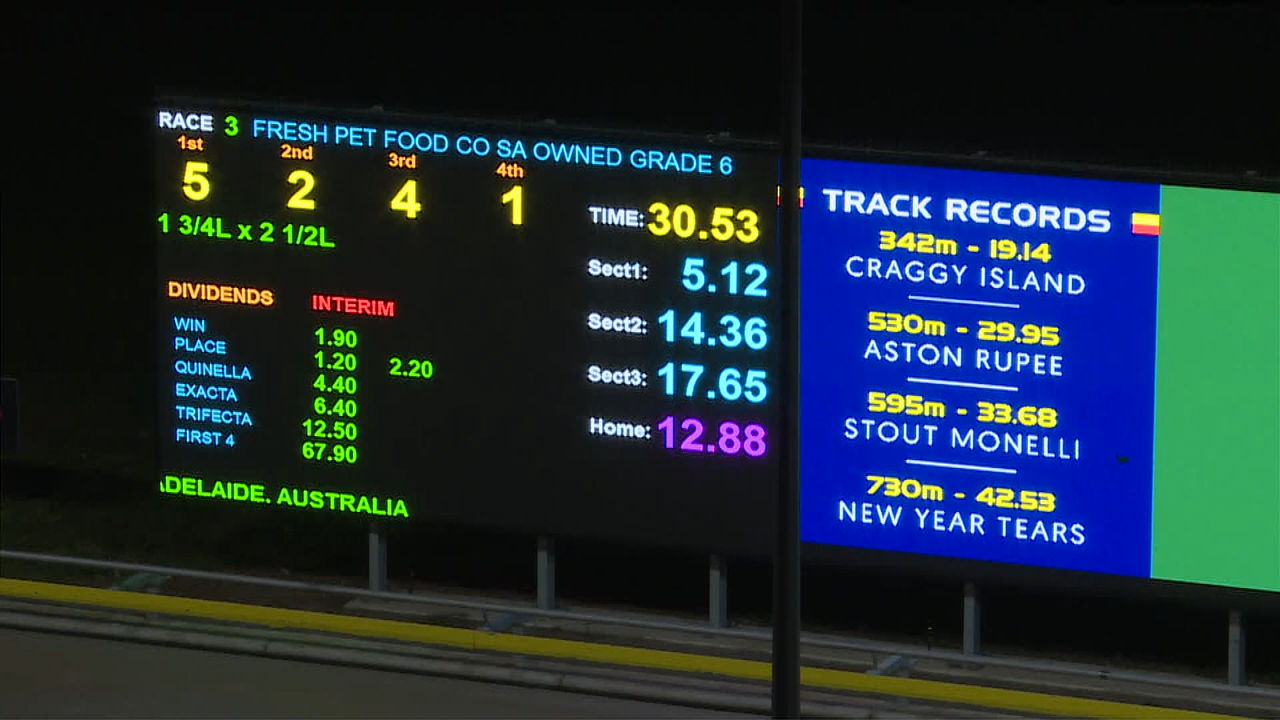 RACE 3 FRESH PET FOOD CO SA OWNED GRADE 6
1st 2nd 3rd 4th
5 2 4 1
1 3/4L x 2 1/2L
TIME: 30.53
Sect1: 5.12
Sect2: 14.36
Sect3: 17.65
Home: 12.88
DIVIDENDS INTERIM
WIN 1.90
PLACE 1.20 2.20
QUINELLA 4.40
EXACTA 6.40
TRIFECTA 12.50
FIRST 4 67.90
ADELAIDE. AUSTRALIA
TRACK RECORDS
342m - 19.14
CRAGGY ISLAND
530m - 29.95
ASTON RUPEE
595m - 33.68
STOUT MONELLI
730m - 42.53
NEW YEAR TEARS